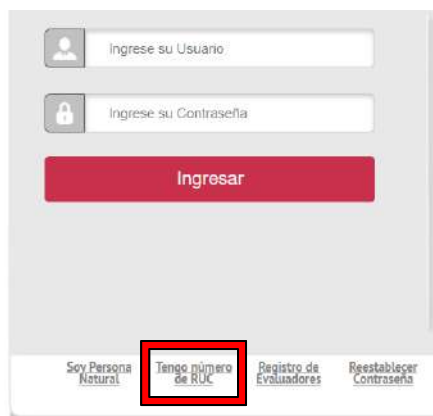 Ingrese su Usuario
Ingrese su Contraseña
Ingresar
Soy Persona
Natural
Tengo número
de RUC
Registro de
Evaluadores
Reestablecer
Contraseña